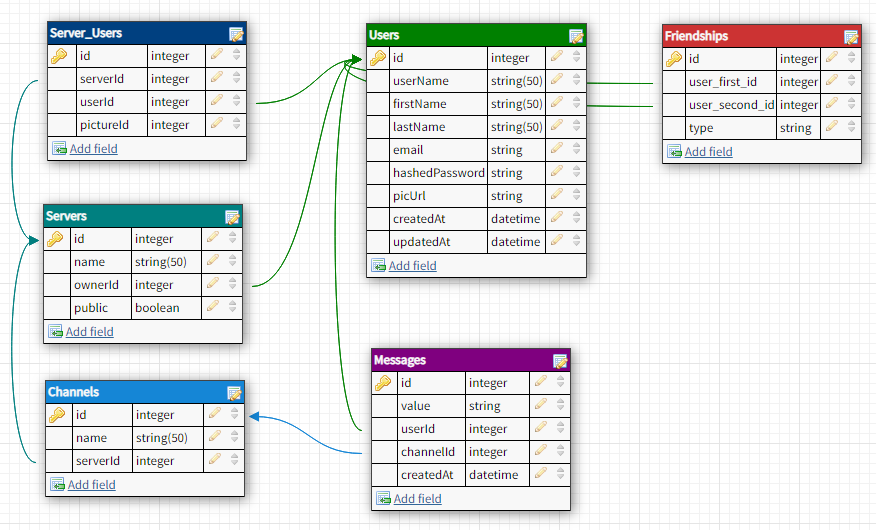 Server_Users
id integer
serverId integer
userId integer
pictureId integer
Add field
Users
id integer
userName string(50)
firstName string(50)
lastName string(50)
email string
hashedPassword string
picUrl string
createdAt datetime
updatedAt datetime
Add field
Friendships
id integer
user_first_id integer
user_second_id integer
type string
Add field
Servers
id integer
name string(50)
ownerId integer
public boolean
Add field
Channels
id integer
name string(50)
serverId integer
Add field
Messages
id integer
value string
userId integer
channelId integer
createdAt datetime
Add field